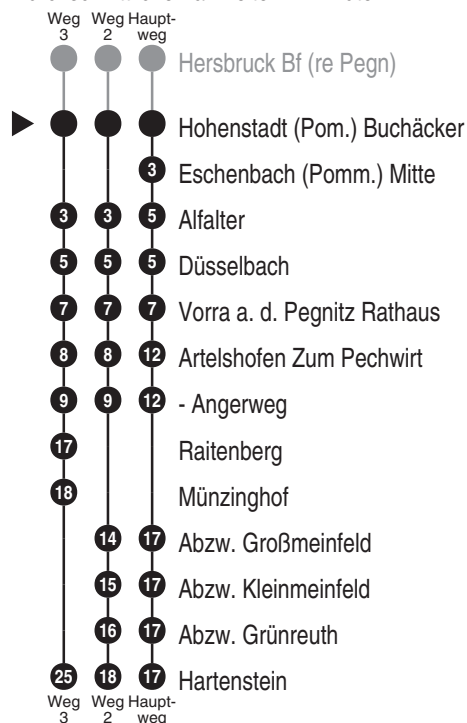 Weg Weg Haupt-
3 2 weg
Hersbruck Bf (re Pegn)
Hohenstadt (Pom.) Buchäcker
3 Eschenbach (Pomm.) Mitte
3 3 5 Alfalter
5 5 5 Düsselbach
7 7 7 Vorra a. d. Pegnitz Rathaus
8 8 12 Artelshofen Zum Pechwirt
9 9 12 - Angerweg
17 Raitenberg
18 Münzinghof
14 17 Abzw. Großmeinfeld
15 17 Abzw. Kleinmeinfeld
16 17 Abzw. Grünreuth
25 18 17 Hartenstein
Weg Weg Haupt-
3 2 weg